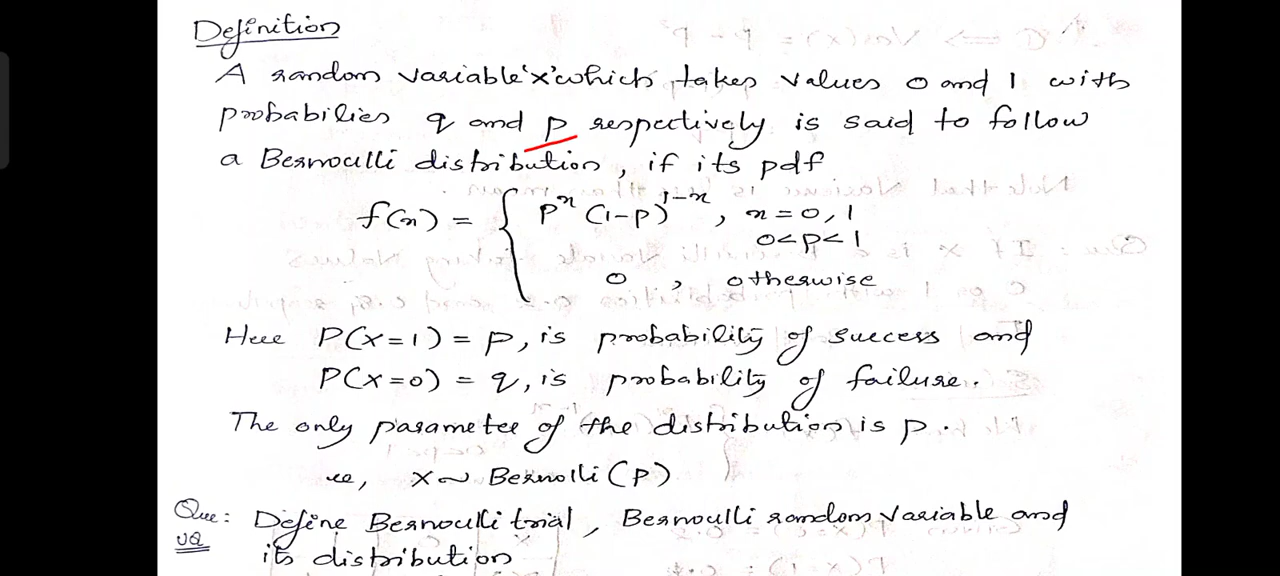 Definition
A random variable 'x' which takes values 0 and 1 with
probabilies q and p respectively is said to follow
a Bernoulli distribution, if its pdf
f(x) = { p^x (1-p)^{1-x} , x = 0, 1
0<p<1
0 , otherwise
Here P(X=1) = p, is probability of success and
P(X=0) = q, is probability of failure.
The only parameter of the distribution is p.
ie, X ~ Bernolli (p)
Que: Define Bernoulli trial, Bernoulli random variable and
UQ its distribution